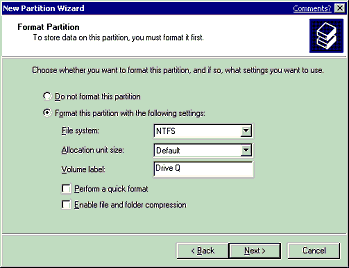 New Partition Wizard Comments? X
Format Partition
To store data on this partition, you must format it first.
Choose whether you want to format this partition, and if so, what settings you want to use.
Do not format this partition
Format this partition with the following settings:
File system: NTFS
Allocation unit size: Default
Volume label: Drive Q
Perform a quick format
Enable file and folder compression
< Back Next > Cancel